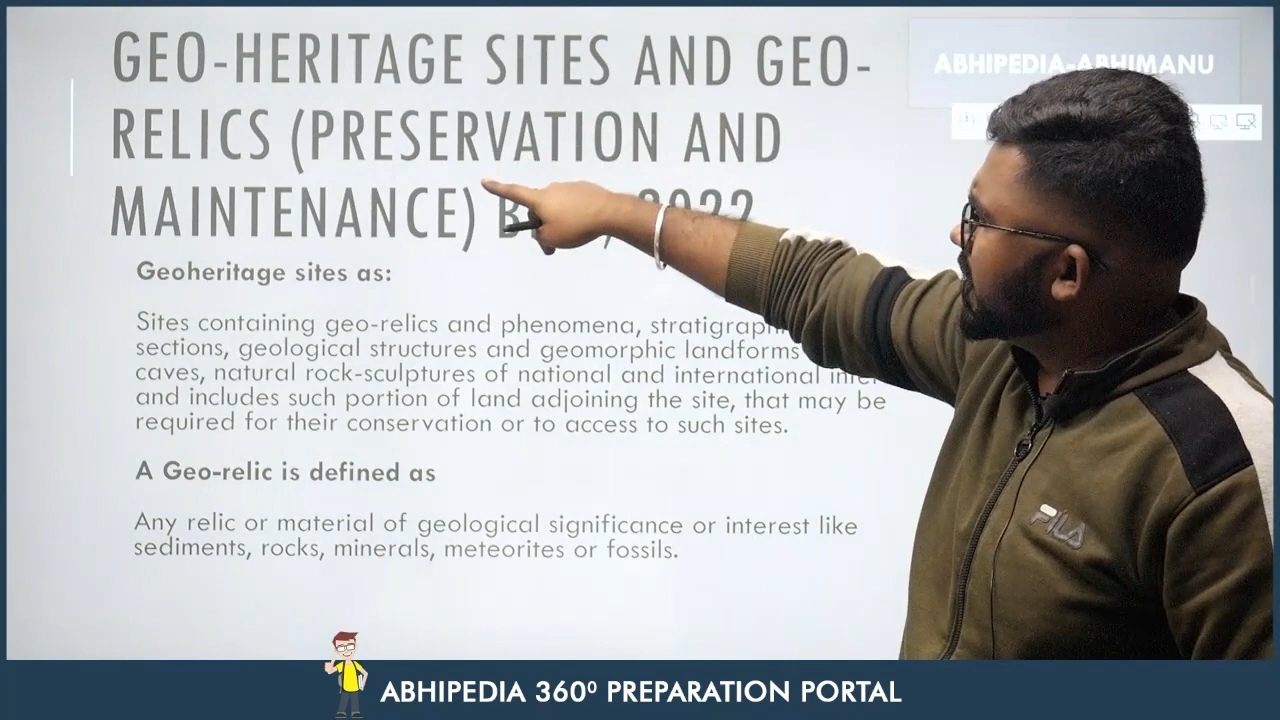 GEO-HERITAGE SITES AND GEO-
RELICS (PRESERVATION AND
MAINTENANCE) 2022
ABHIPEDIA-ABHIMANU
Geoheritage sites as:
Sites containing geo-relics and phenomena,
sections, geological structures and geomorphic landforms
caves, natural rock-sculptures of national and international
and includes such portion of land adjoining the site, that may be
required for their conservation or to access to such sites.
A Geo-relic is defined as
Any relic or material of geological significance or interest like
sediments, rocks, minerals, meteorites or fossils.
FILA
ABHIPEDIA 360⁰ PREPARATION PORTAL